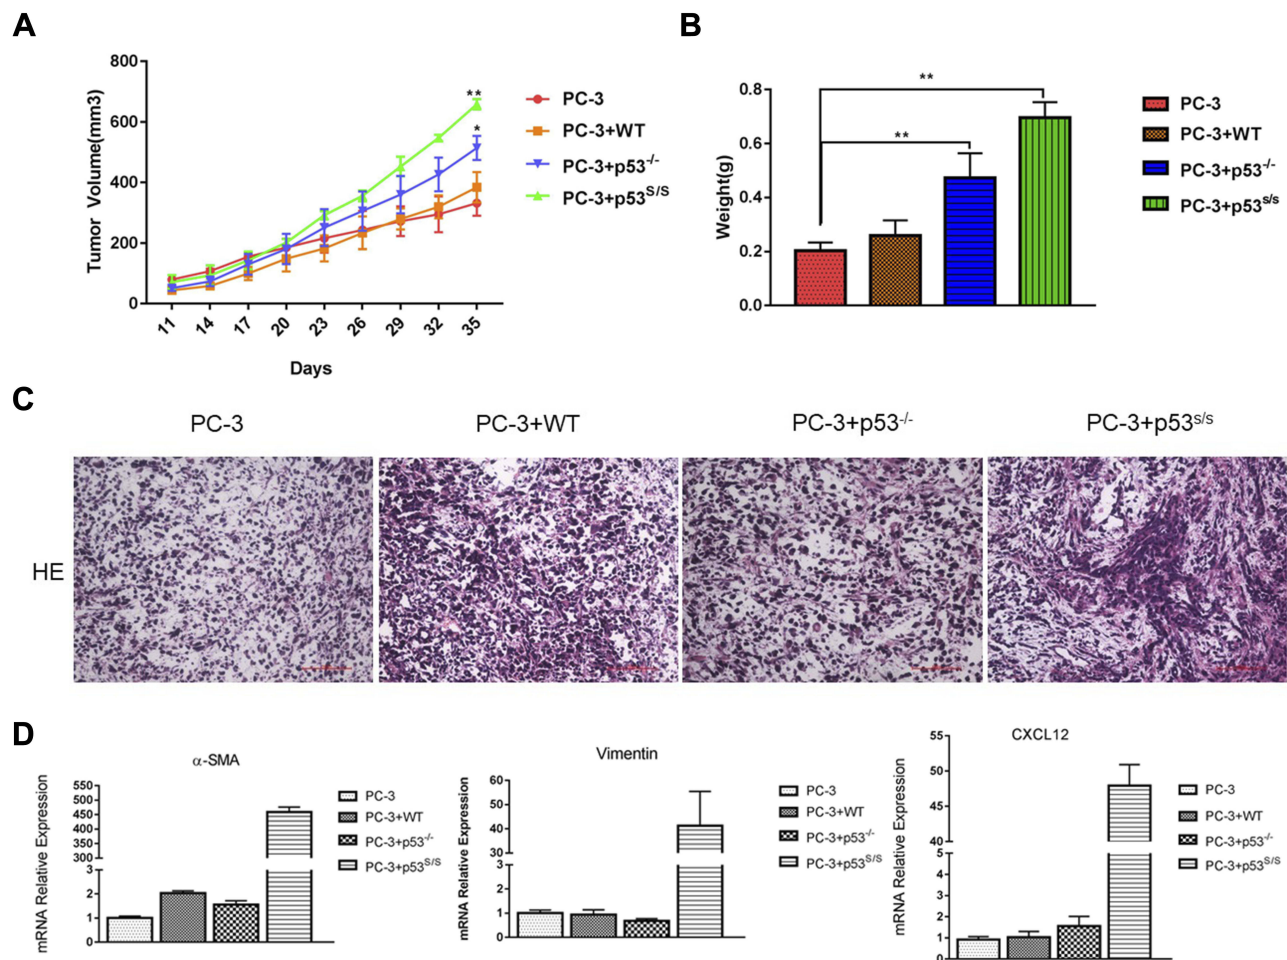 A
Tumor Volume(mm3)
800
600
400
200
0
11 14 17 20 23 26 29 32 35
Days
**
*
PC-3
PC-3+WT
PC-3+p53-/-
PC-3+p53S/S
B
Weight(g)
0.8
0.6
0.4
0.2
0.0
**
**
PC-3
PC-3+WT
PC-3+p53-/-
PC-3+p53s/s
C
PC-3 PC-3+WT PC-3+p53-/- PC-3+p53s/s
HE
D
α-SMA
mRNA Relative Expression
550
500
450
400
350
300
3
2
1
0
PC-3
PC-3+WT
PC-3+p53-/-
PC-3+p53S/S
Vimentin
mRNA Relative Expression
60
50
40
30
3
2
1
0
PC-3
PC-3+WT
PC-3+p53-/-
PC-3+p53S/S
CXCL12
mRNA Relative Expression
55
50
45
40
5
4
3
2
1
0
PC-3
PC-3+WT
PC-3+p53-/-
PC-3+p53S/S